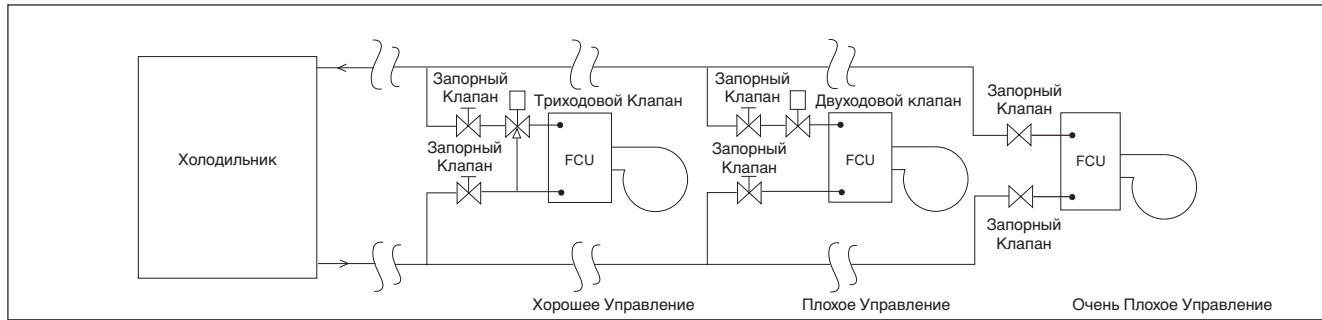 Холодильник
Запорный
Клапан
Триходовой Клапан
Запорный
Клапан
FCU
Запорный
Клапан
Двуходовой клапан
Запорный
Клапан
FCU
Запорный
Клапан
FCU
Запорный
Клапан
Хорошее Управление
Плохое Управление
Очень Плохое Управление